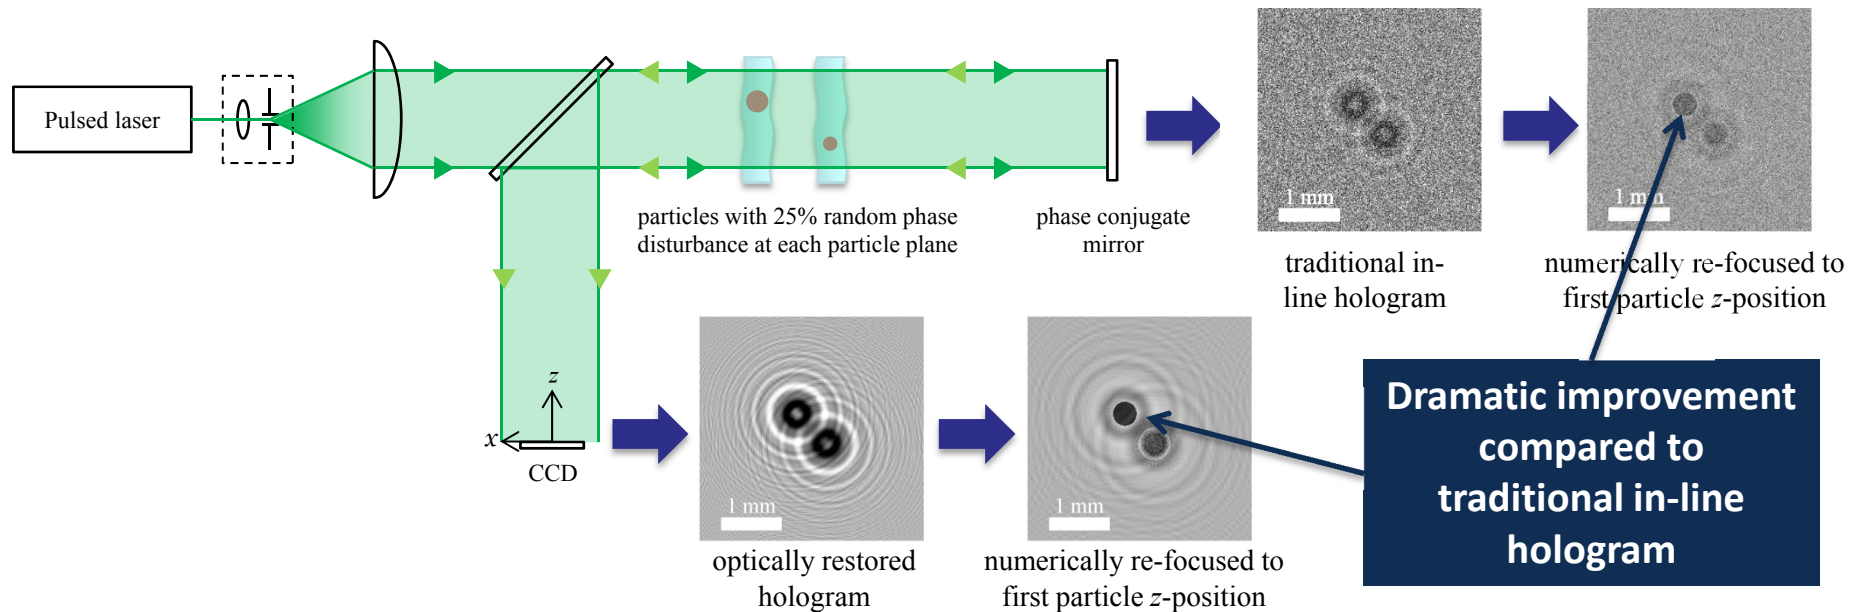 Pulsed laser
particles with 25% random phase
disturbance at each particle plane
phase conjugate
mirror
1 mm
traditional in-
line hologram
1 mm
numerically re-focused to
first particle z-position
z
x
CCD
1 mm
optically restored
hologram
1 mm
numerically re-focused to
first particle z-position
Dramatic improvement
compared to
traditional in-line
hologram